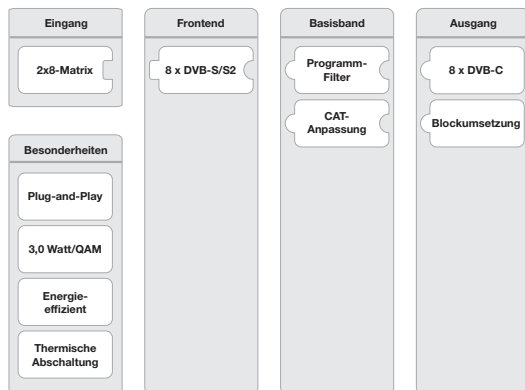 Eingang
2x8-Matrix
Besonderheiten
Plug-and-Play
3,0 Watt/QAM
Energie-
effizient
Thermische
Abschaltung
Frontend
8 x DVB-S/S2
Basisband
Programm-
Filter
CAT-
Anpassung
Ausgang
8 x DVB-C
Blockumsetzung